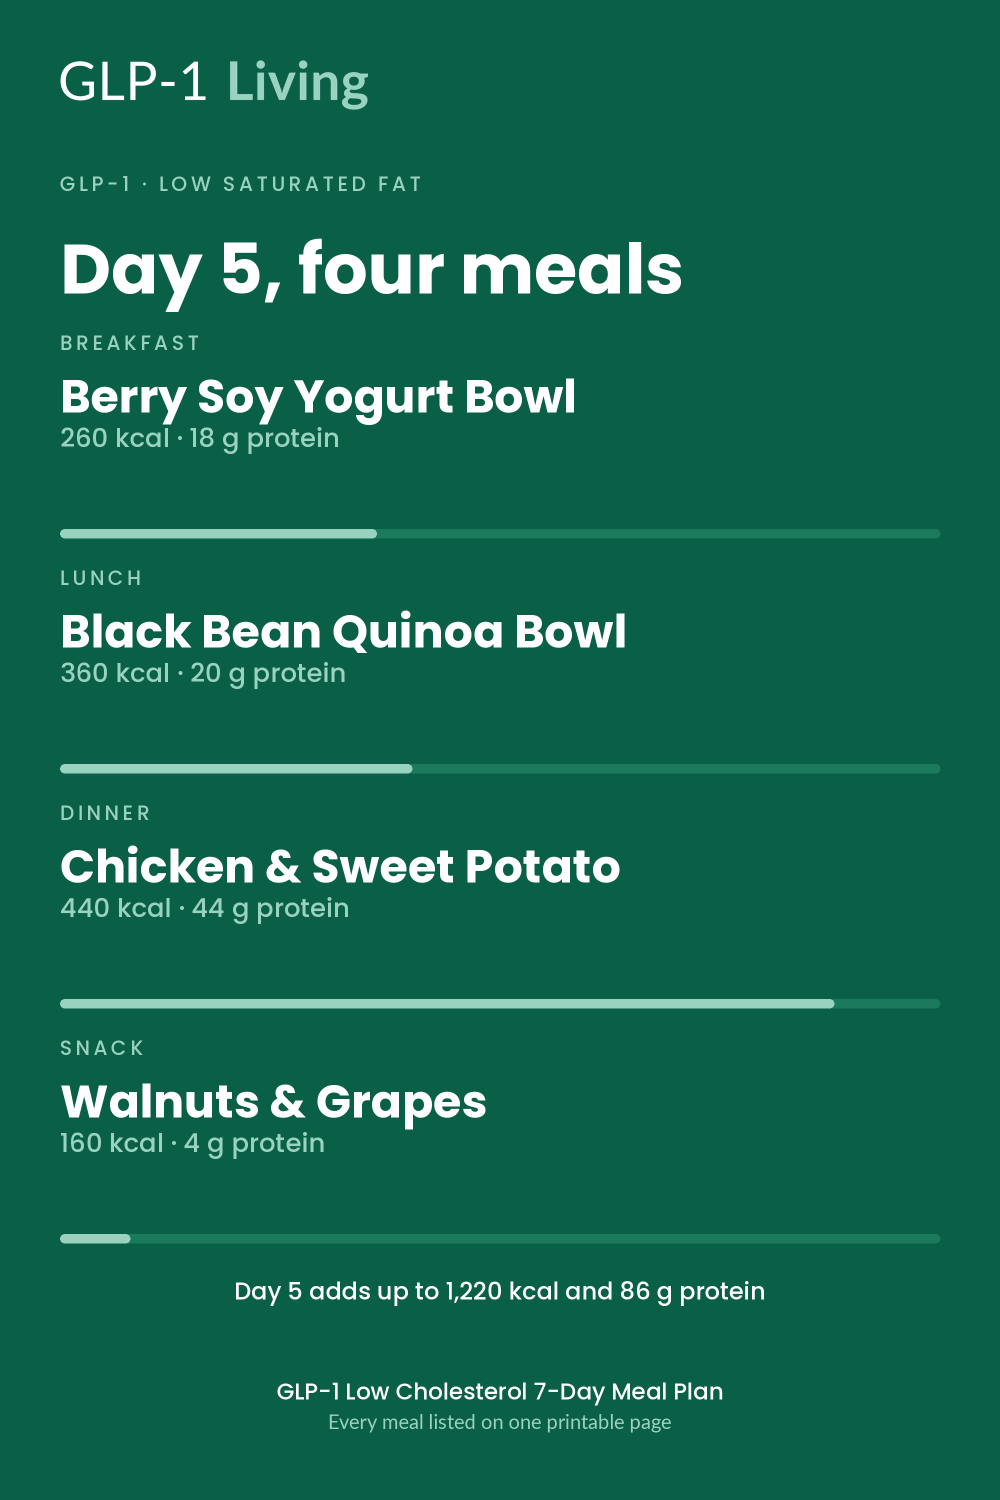 GLP-1 Living
GLP-1 · LOW SATURATED FAT
Day 5, four meals
BREAKFAST
Berry Soy Yogurt Bowl
260 kcal · 18 g protein
LUNCH
Black Bean Quinoa Bowl
360 kcal · 20 g protein
DINNER
Chicken & Sweet Potato
440 kcal · 44 g protein
SNACK
Walnuts & Grapes
160 kcal · 4 g protein
Day 5 adds up to 1,220 kcal and 86 g protein
GLP-1 Low Cholesterol 7-Day Meal Plan
Every meal listed on one printable page